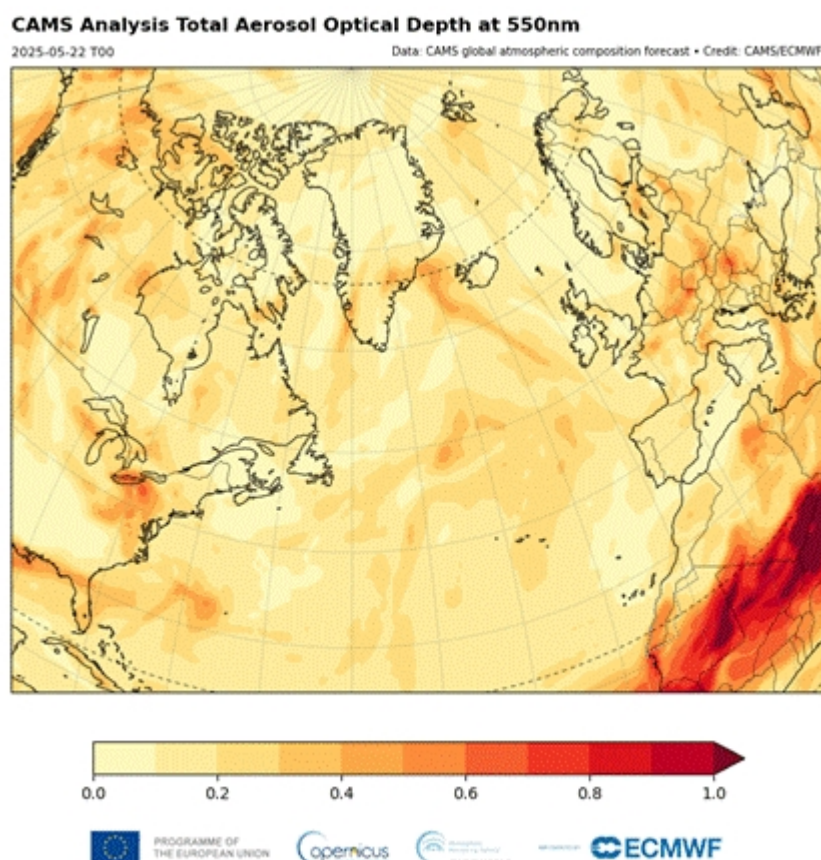 CAMS Analysis Total Aerosol Optical Depth at 550nm
2025-05-22 T00
Data: CAMS global atmospheric composition forecast • Credit: CAMS/ECMWF
0.0 0.2 0.4 0.6 0.8 1.0
PROGRAMME OF
THE EUROPEAN UNION
opernicus
ECMWF